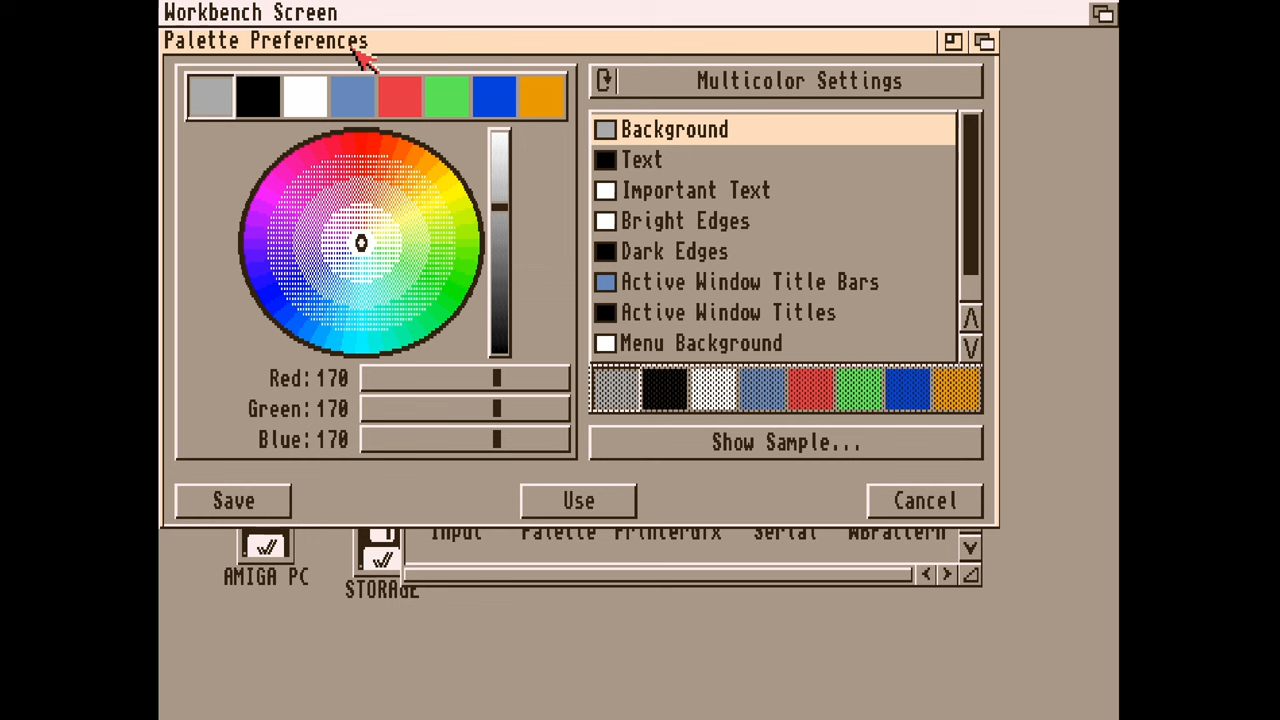 Workbench Screen
Palette Preferences
Multicolor Settings
Background
Text
Important Text
Bright Edges
Dark Edges
Active Window Title Bars
Active Window Titles
Menu Background
Red: 170
Green: 170
Blue: 170
Show Sample...
Save
Use
Cancel
Input
Palette
PrinterGfx
Serial
WBPattern
AMIGA PC
STORAGE